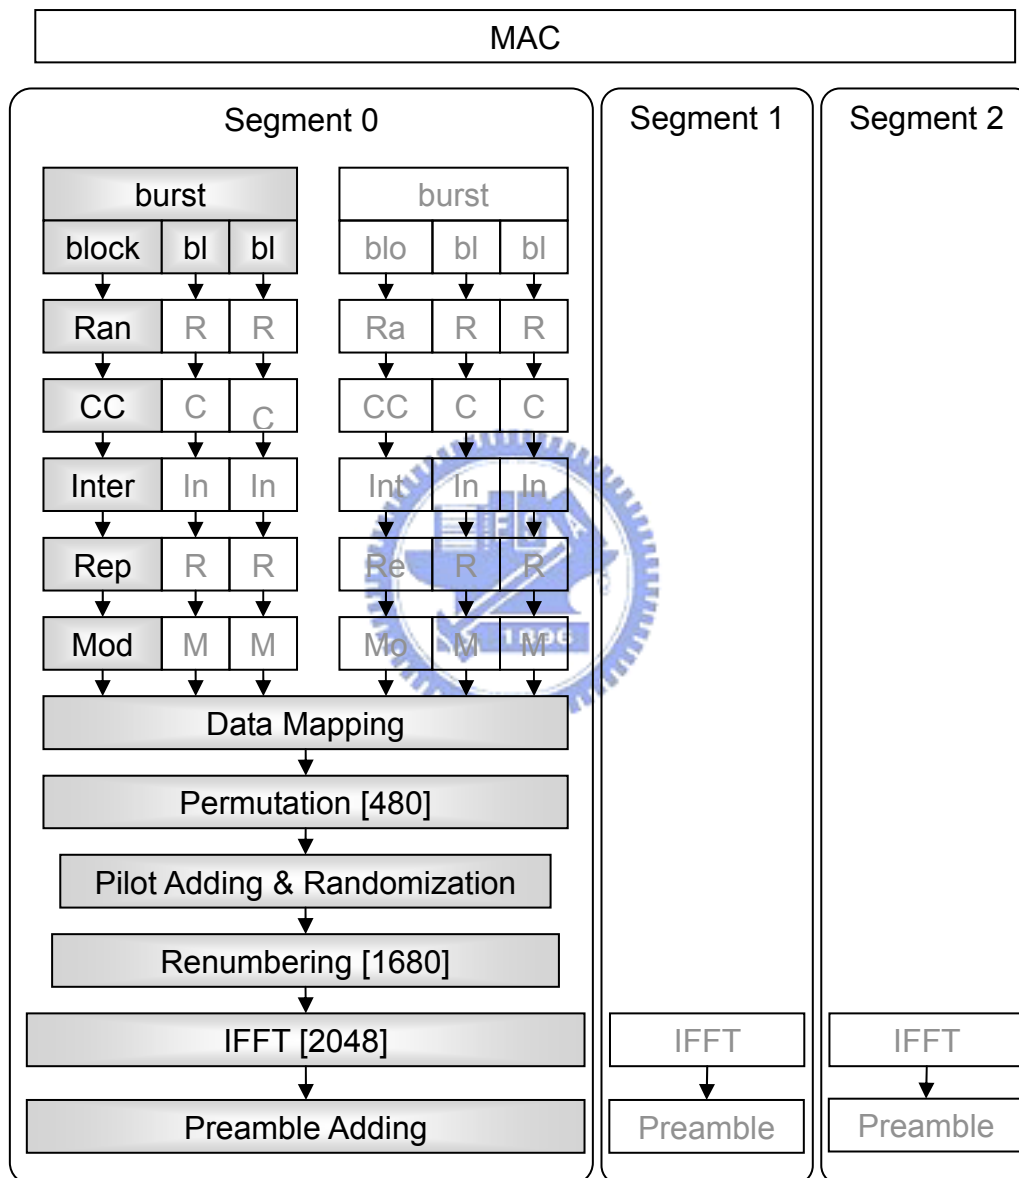 MAC
Segment 0 Segment 1 Segment 2
burst burst
block bl bl blo bl bl
Ran R R Ra R R
CC C C CC C C
Inter In In Int In In
Rep R R Re R R
Mod M M Mo M M
1896
Data Mapping
Permutation [480]
Pilot Adding & Randomization
Renumbering [1680]
IFFT [2048] IFFT IFFT
Preamble Adding Preamble Preamble